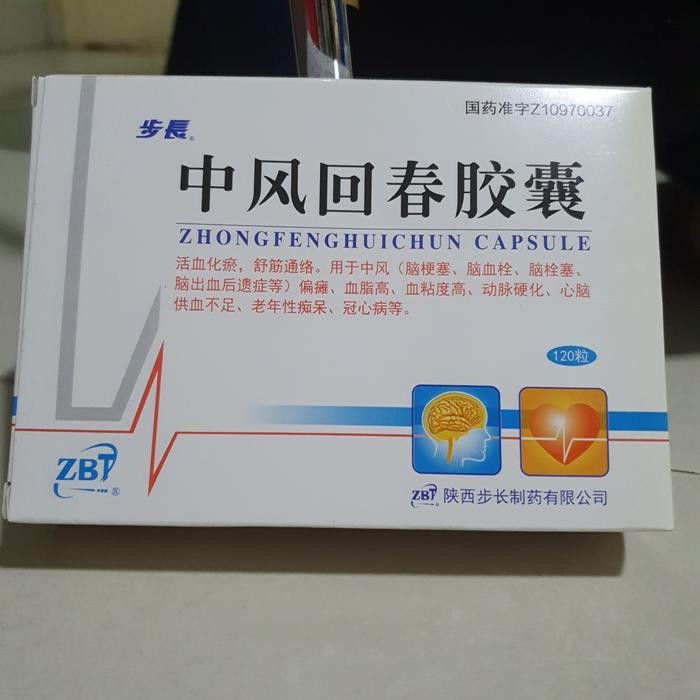 国药准字Z10970037
步長®
中风回春胶囊
ZHONGFENGHUICHUN CAPSULE
活血化瘀，舒筋通络。用于中风（脑梗塞、脑血栓、脑栓塞、
脑出血后遗症等）偏瘫、血脂高、血粘度高、动脉硬化、心脑
供血不足、老年性痴呆、冠心病等。
120粒
ZBT®
ZBT® 陕西步长制药有限公司